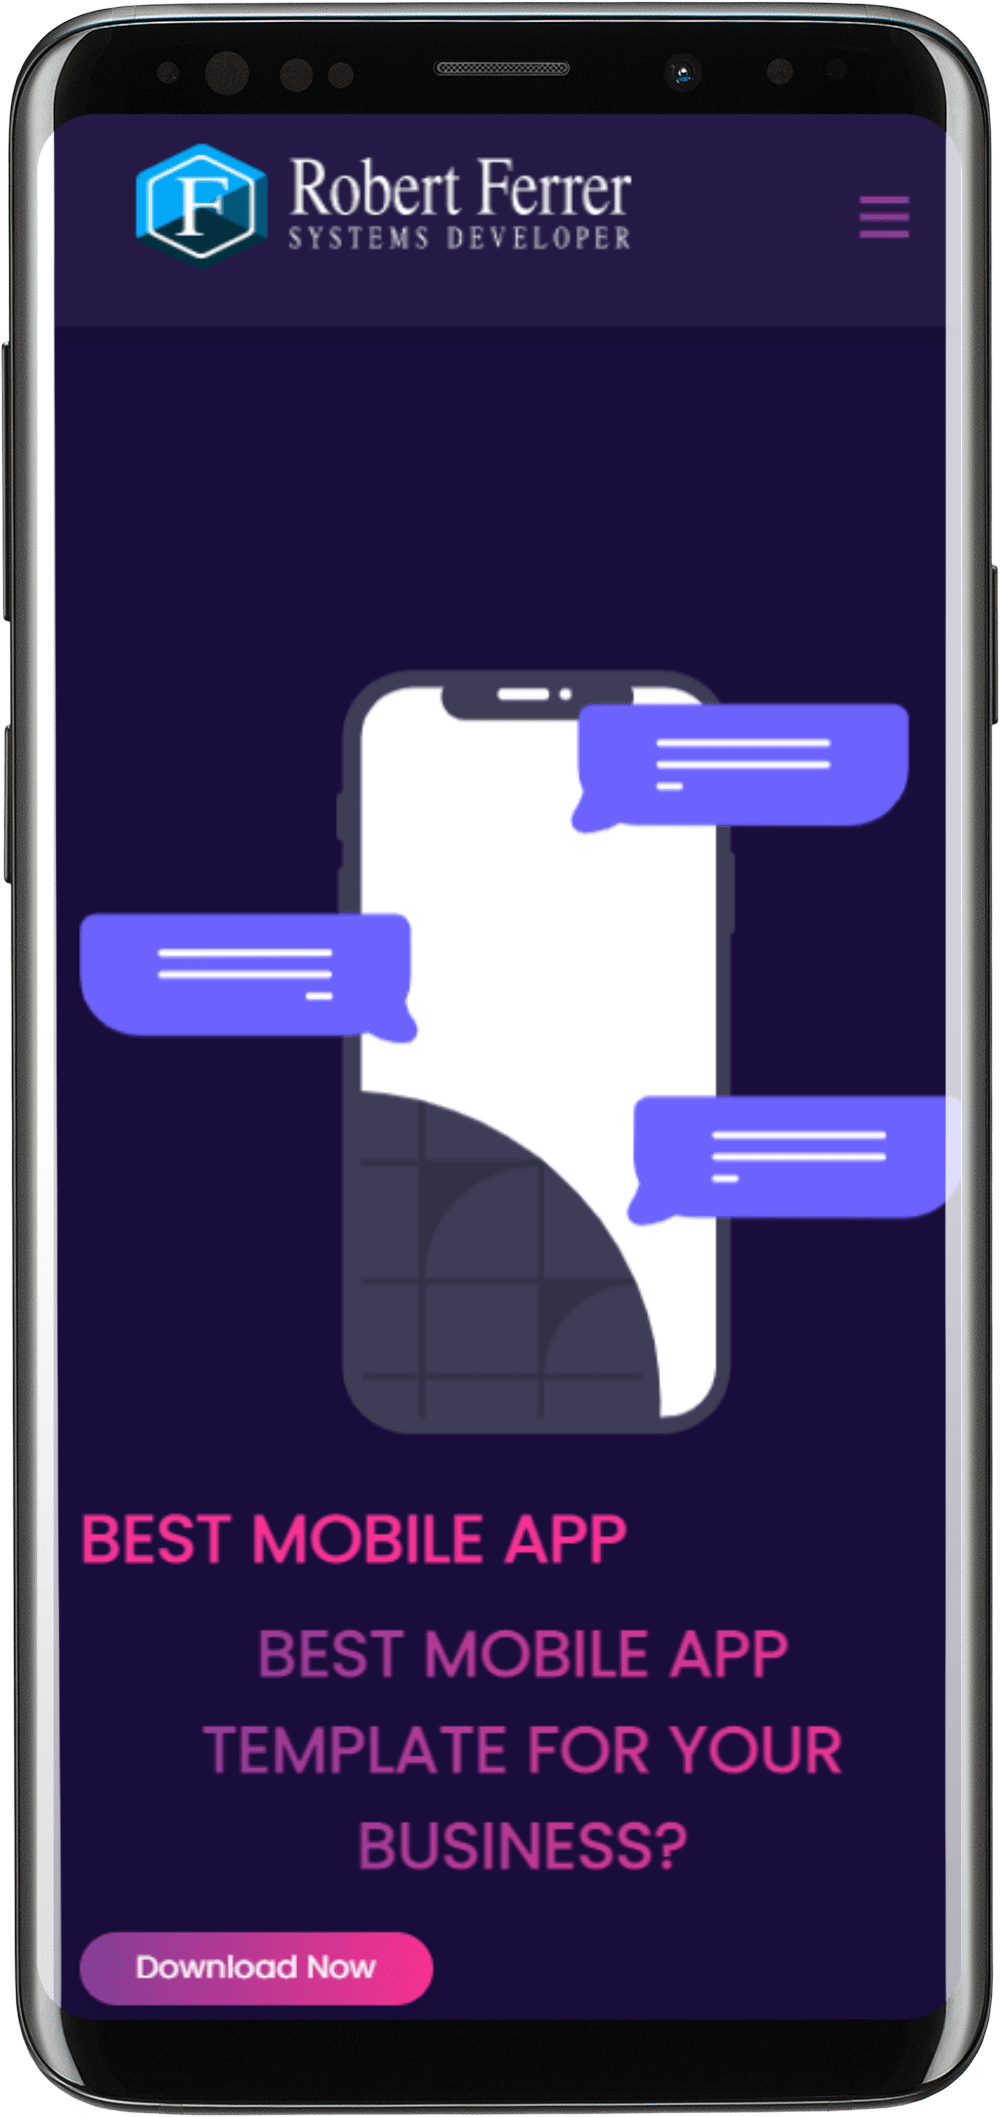 F
Robert Ferrer
SYSTEMS DEVELOPER
BEST MOBILE APP
BEST MOBILE APP
TEMPLATE FOR YOUR
BUSINESS?
Download Now